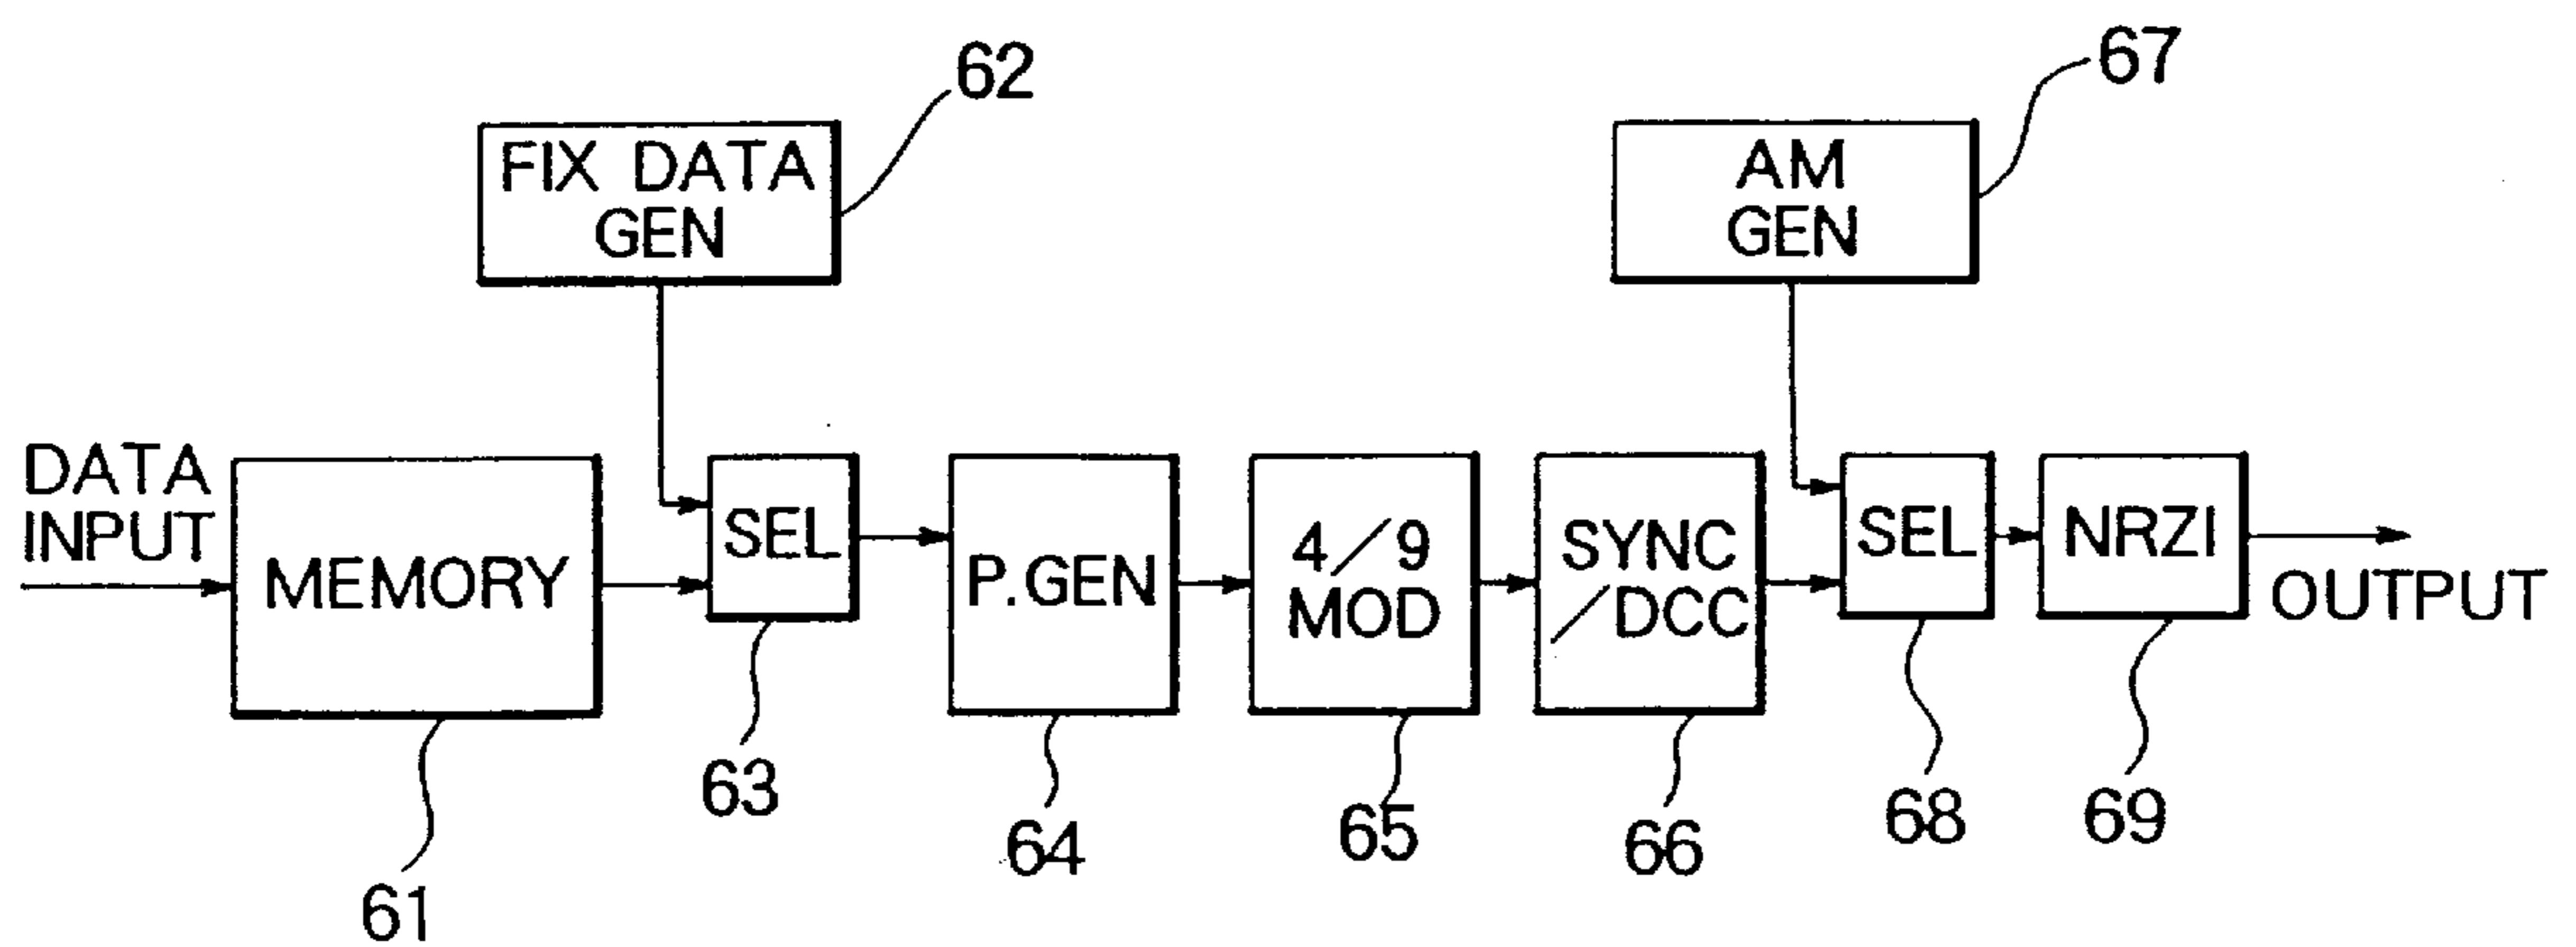 62
67
FIX DATA
GEN
AM
GEN
DATA
INPUT
MEMORY
SEL
P.GEN
4/9
MOD
SYNC
/DCC
SEL
NRZI
OUTPUT
63
64
65
66
68
69
61